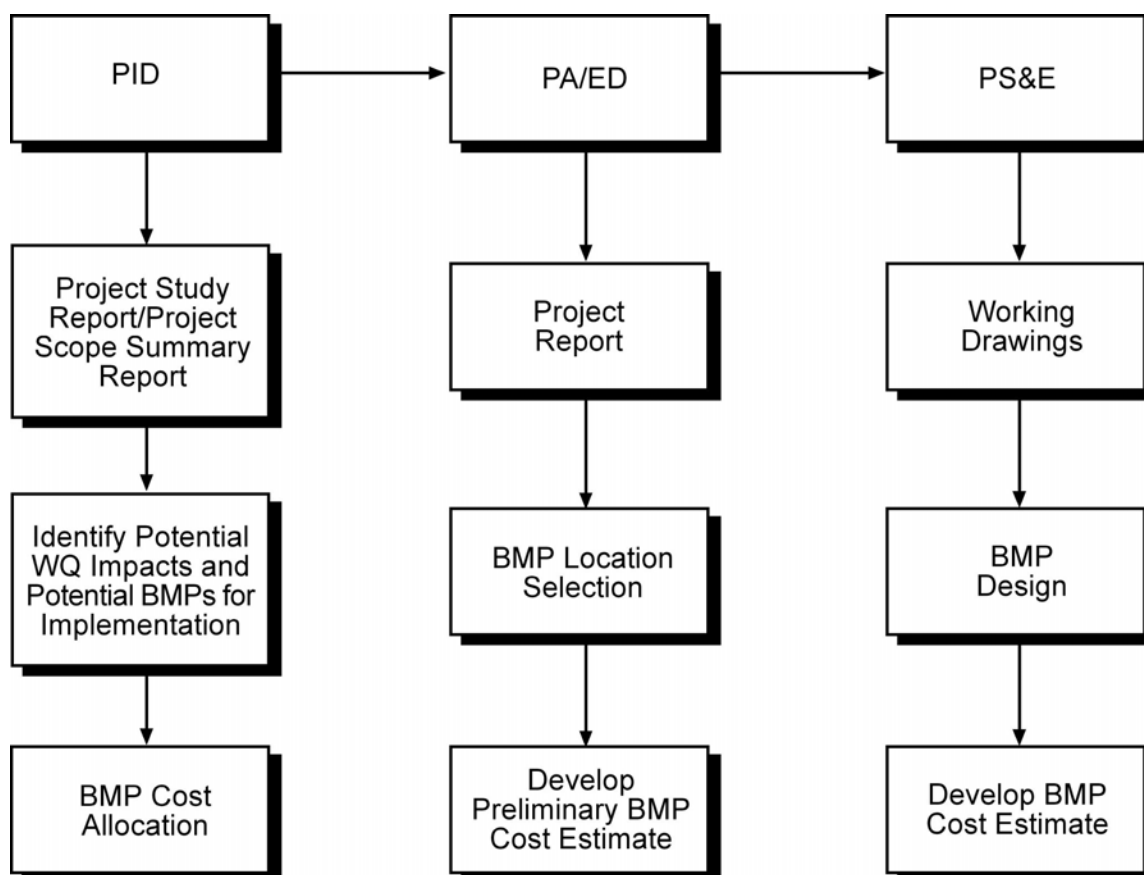 PID
PA/ED
PS&E
Project Study
Report/Project
Scope Summary
Report
Project
Report
Working
Drawings
Identify Potential
WQ Impacts and
Potential BMPs for
Implementation
BMP Location
Selection
BMP
Design
BMP Cost
Allocation
Develop
Preliminary BMP
Cost Estimate
Develop BMP
Cost Estimate